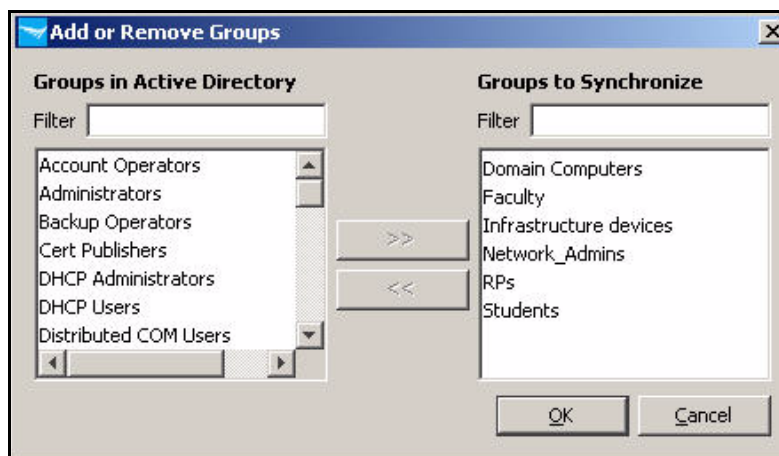 Add or Remove Groups
Groups in Active Directory
Filter
Account Operators
Administrators
Backup Operators
Cert Publishers
DHCP Administrators
DHCP Users
Distributed COM Users
>>
<<
Groups to Synchronize
Filter
Domain Computers
Faculty
Infrastructure devices
Network_Admins
RPs
Students
OK
Cancel